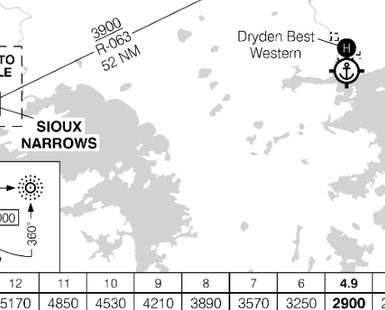 3900
R-063
52 NM
Dryden Best
Western
H
TO
LE
SIOUX
NARROWS
000
360°
12 11 10 9 8 7 6 4.9
5170 4850 4530 4210 3890 3570 3250 2900